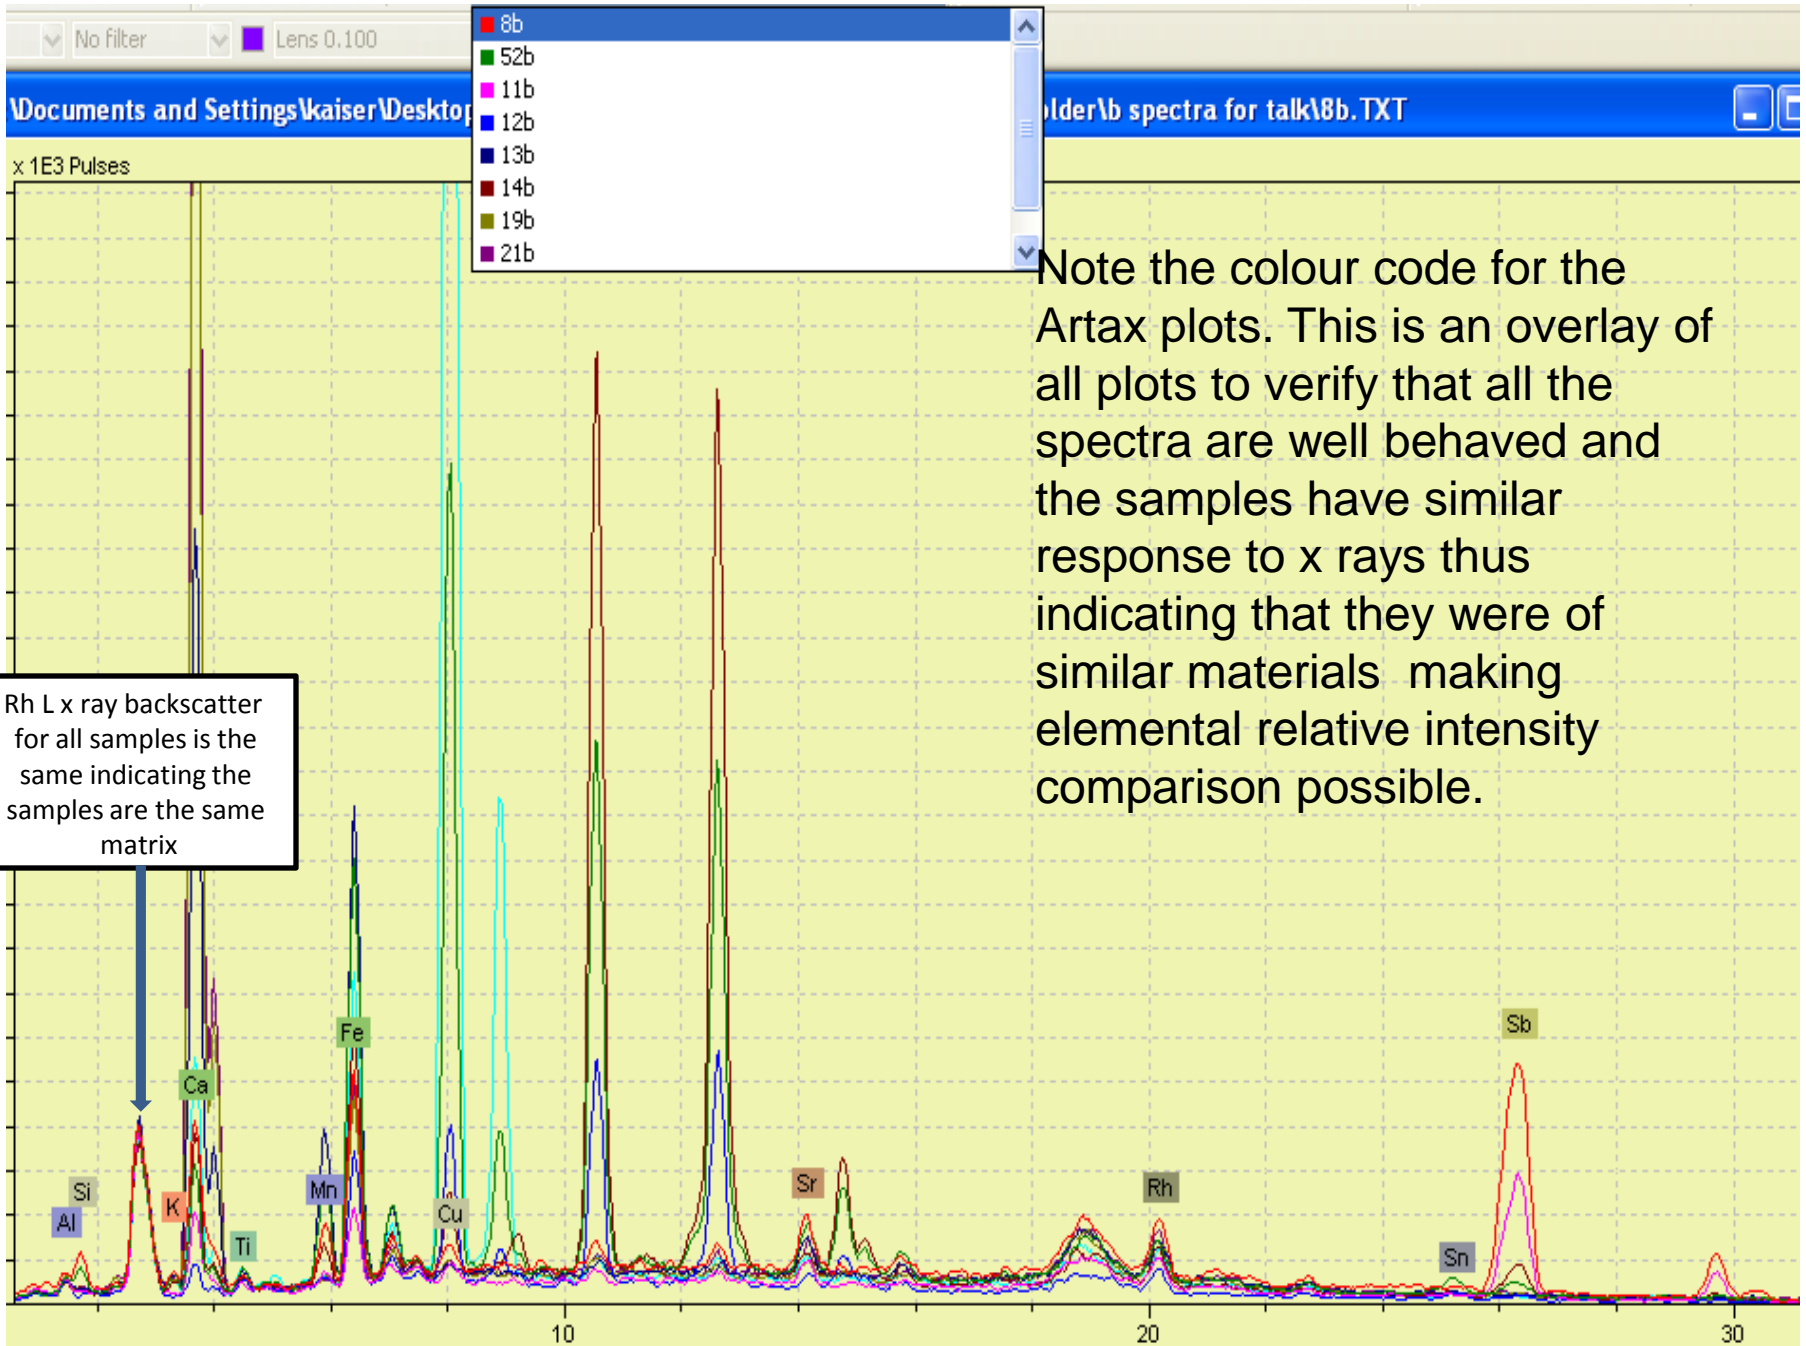 No filter
Lens 0.100
8b
52b
11b
12b
13b
14b
19b
21b
\Documents and Settings\kaiser\Desktop
older\b spectra for talk\8b.TXT
x 1E3 Pulses
Note the colour code for the
Artax plots. This is an overlay of
all plots to verify that all the
spectra are well behaved and
the samples have similar
response to x rays thus
indicating that they were of
similar materials  making
elemental relative intensity
comparison possible.
Rh L x ray backscatter
for all samples is the
same indicating the
samples are the same
matrix
Al
Si
K
Ca
Ti
Mn
Fe
Cu
Sr
Rh
Sn
Sb
10
20
30